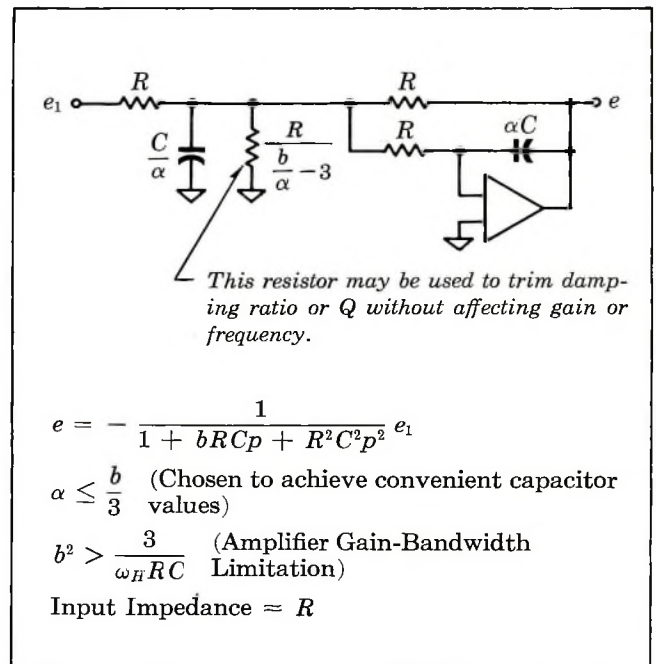 R
R
e₁
e
R
αC
C/α
R/(b/α − 3)
This resistor may be used to trim damp-
ing ratio or Q without affecting gain or
frequency.
e = − 1/(1 + bRCp + R²C²p²) e₁
α ≤ b/3 (Chosen to achieve convenient capacitor
values)
b² > 3/(ω_H RC) (Amplifier Gain-Bandwidth
Limitation)
Input Impedance = R